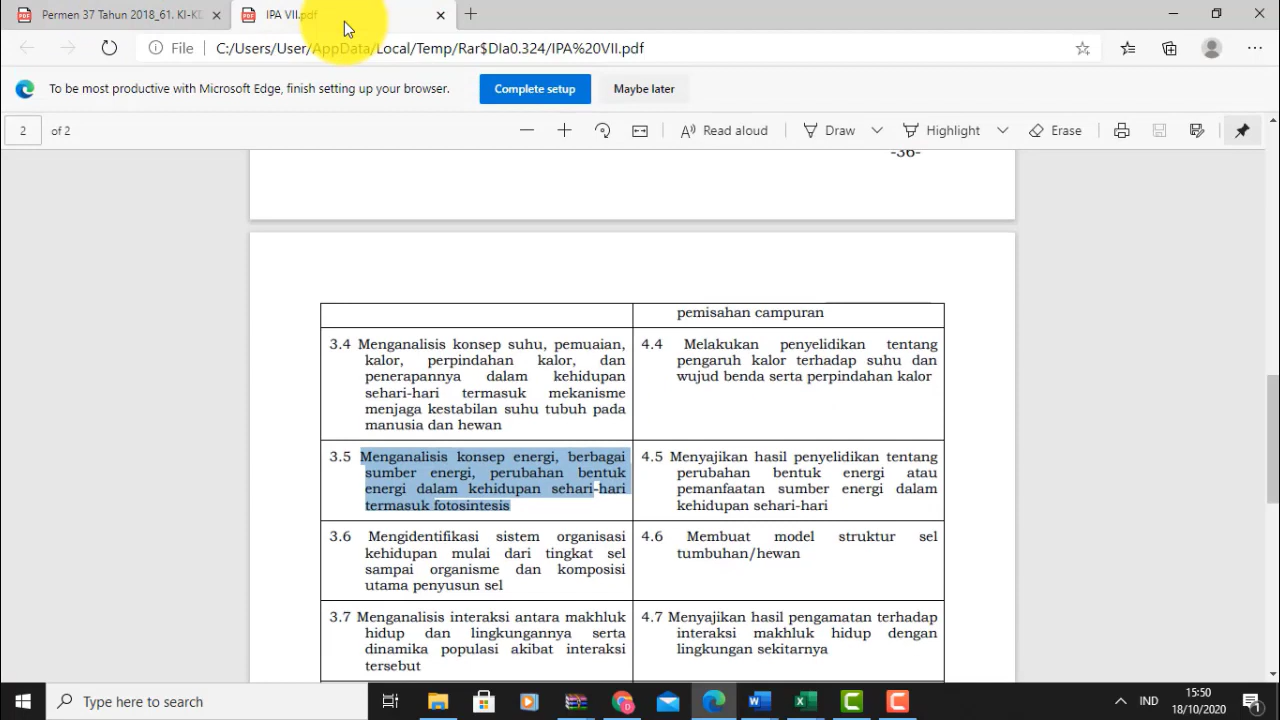 Permen 37 Tahun 2018_61. KI-KD
IPA VII.pdf
File
C:/Users/User/AppData/Local/Temp/Rar$DIa0.324/IPA%20VII.pdf
To be most productive with Microsoft Edge, finish setting up your browser.
Complete setup
Maybe later
2
of 2
Read aloud
Draw
Highlight
Erase
-36-
pemisahan campuran
3.4 Menganalisis konsep suhu, pemuaian,
kalor, perpindahan kalor, dan
penerapannya dalam kehidupan
sehari-hari termasuk mekanisme
menjaga kestabilan suhu tubuh pada
manusia dan hewan
4.4 Melakukan penyelidikan tentang
pengaruh kalor terhadap suhu dan
wujud benda serta perpindahan kalor
3.5 Menganalisis konsep energi, berbagai
sumber energi, perubahan bentuk
energi dalam kehidupan sehari-hari
termasuk fotosintesis
4.5 Menyajikan hasil penyelidikan tentang
perubahan bentuk energi atau
pemanfaatan sumber energi dalam
kehidupan sehari-hari
3.6 Mengidentifikasi sistem organisasi
kehidupan mulai dari tingkat sel
sampai organisme dan komposisi
utama penyusun sel
4.6 Membuat model struktur sel
tumbuhan/hewan
3.7 Menganalisis interaksi antara makhluk
hidup dan lingkungannya serta
dinamika populasi akibat interaksi
tersebut
4.7 Menyajikan hasil pengamatan terhadap
interaksi makhluk hidup dengan
lingkungan sekitarnya
Type here to search
IND
15:50
18/10/2020
1